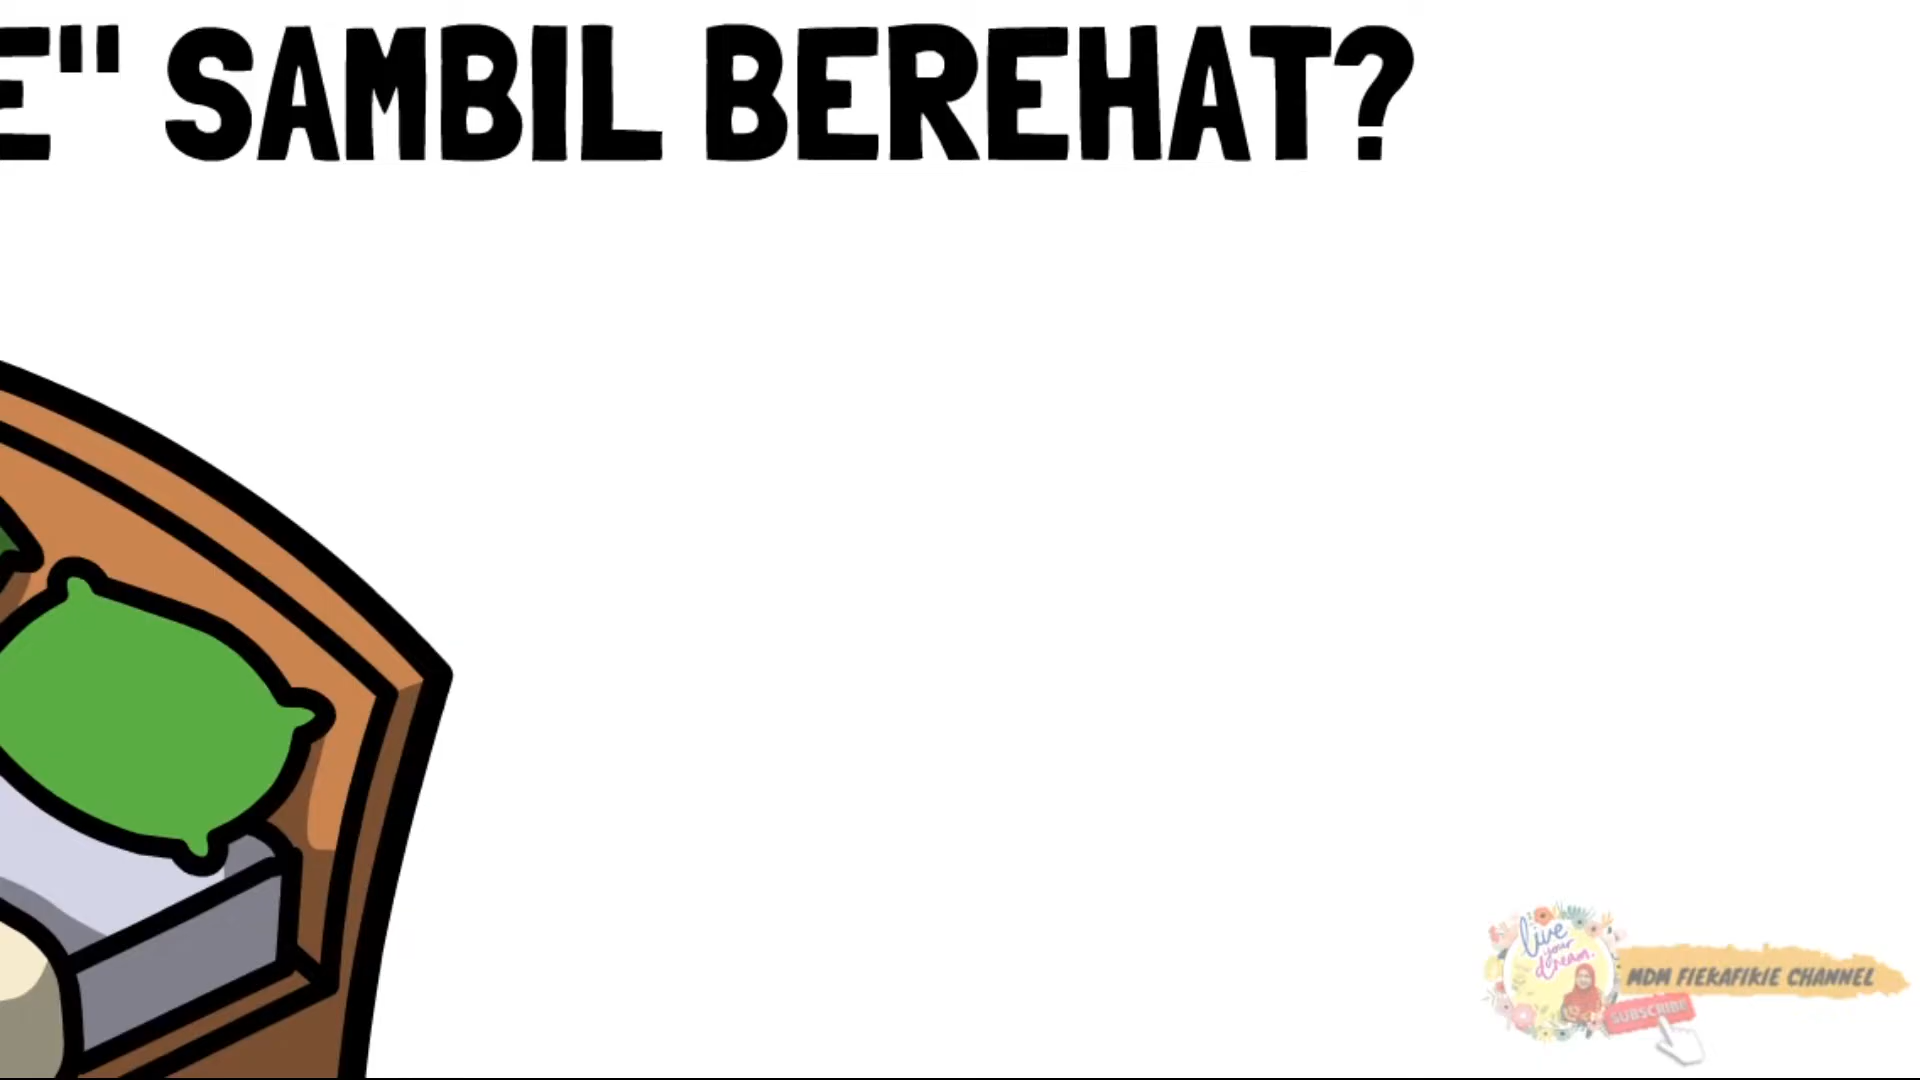 E" SAMBIL BEREHAT?
live
your
dream.
MDM FIEKAFIKIE CHANNEL
SUBSCRIBE